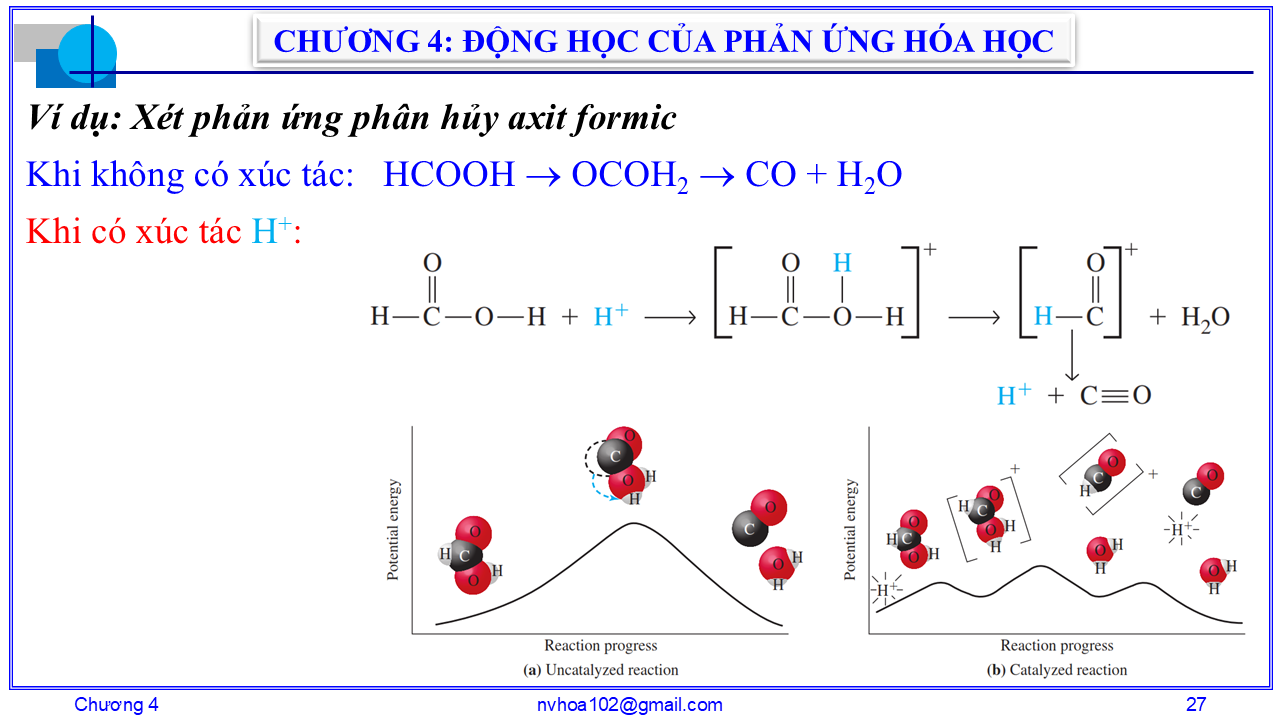 CHƯƠNG 4: ĐỘNG HỌC CỦA PHẢN ỨNG HÓA HỌC
Ví dụ: Xét phản ứng phân hủy axit formic
Khi không có xúc tác: HCOOH → OCOH₂ → CO + H₂O
Khi có xúc tác H⁺:
O O H + O +
H—C—O—H + H⁺ ⟶ [H—C—O—H] ⟶ [H—C] + H₂O
H⁺ + C≡O
Potential energy
O
C
O
H
H
H
C
O
O
H
C
O
O
H
H
Reaction progress
(a) Uncatalyzed reaction
Potential energy
H⁺
O
H
C
O
H
+
O
H
C
O
H
H
+
O
C
H
O
H
H
O
C
H⁺
O
H
H
Reaction progress
(b) Catalyzed reaction
Chương 4 nvhoa102@gmail.com 27